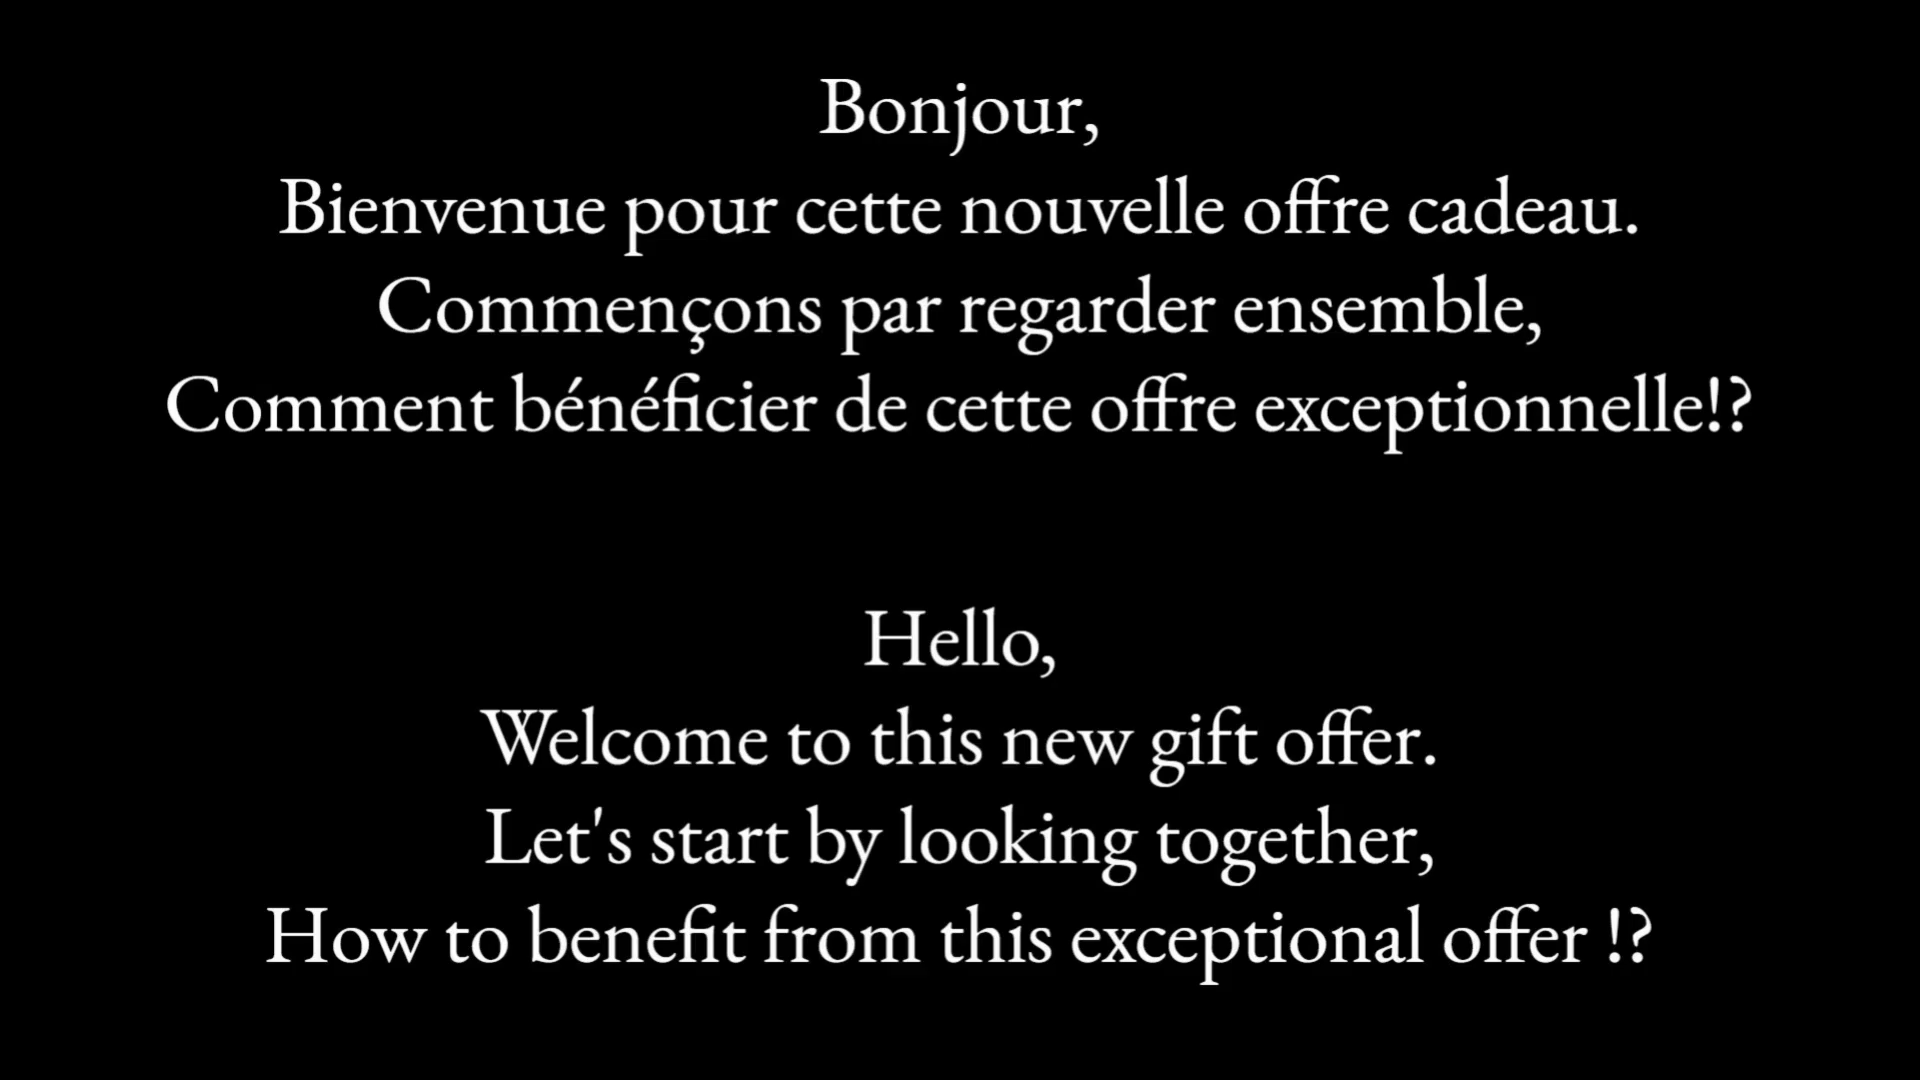 Bonjour,
Bienvenue pour cette nouvelle offre cadeau.
Commençons par regarder ensemble,
Comment bénéficier de cette offre exceptionnelle!?
Hello,
Welcome to this new gift offer.
Let's start by looking together,
How to benefit from this exceptional offer !?